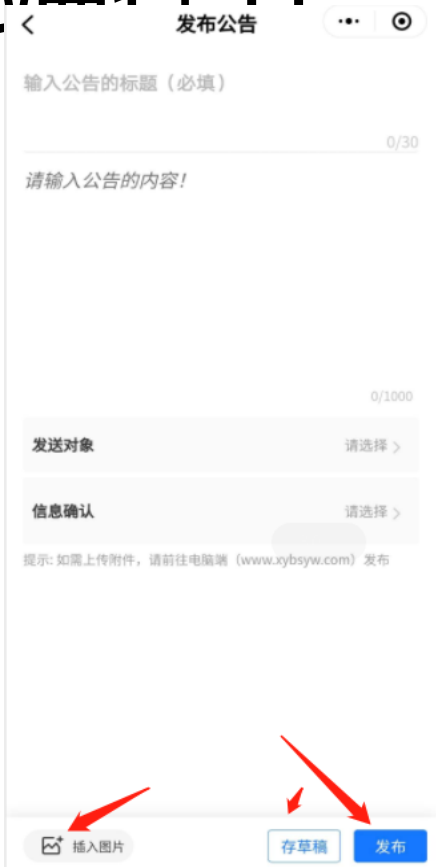 发布公告
输入公告的标题（必填）
0/30
请输入公告的内容！
0/1000
发送对象 请选择
信息确认 请选择
提示: 如需上传附件，请前往电脑端（www.xybsyw.com）发布
插入图片 存草稿 发布